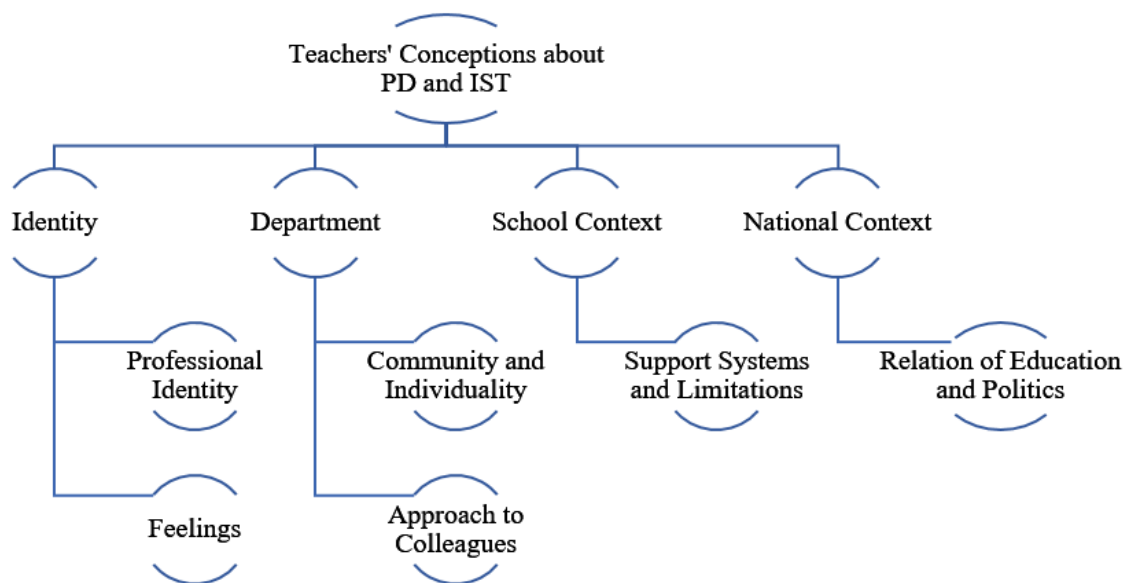 Teachers' Conceptions about
PD and IST
Identity
Department
School Context
National Context
Professional
Identity
Community and
Individuality
Support Systems
and Limitations
Relation of Education
and Politics
Feelings
Approach to
Colleagues